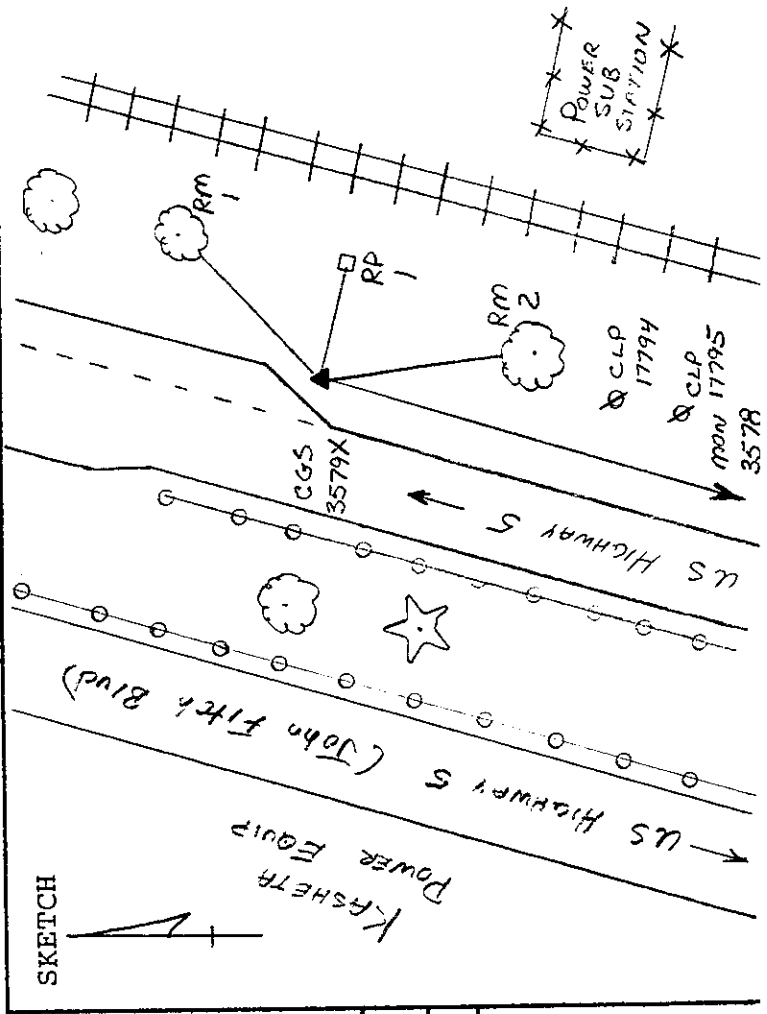 SKETCH
POWER
SUB
STATION
RM
1
RP
1
RM
2
CLP
17794
CLP
17795
MON
3578
CGS
3579X
US HIGHWAY 5
US HIGHWAY 5 (John Fitch Blvd)
KASHETA
POWER EQUIP